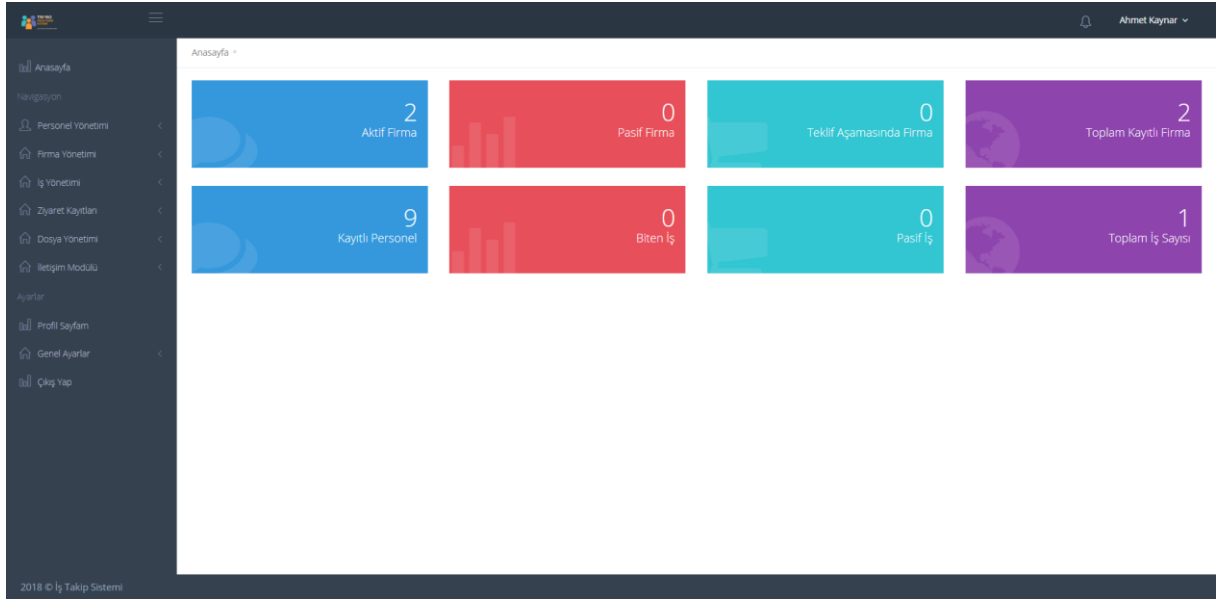 Ahmet Kaynar
Anasayfa
Anasayfa
Navigasyon
Personel Yönetimi
Firma Yönetimi
İş Yönetimi
Ziyaret Kayıtları
Dosya Yönetimi
İletişim Modülü
Ayarlar
Profil Sayfam
Genel Ayarlar
Çıkış Yap
2
Aktif Firma
0
Pasif Firma
0
Teklif Aşamasında Firma
2
Toplam Kayıtlı Firma
9
Kayıtlı Personel
0
Biten İş
0
Pasif İş
1
Toplam İş Sayısı
2018 © İş Takip Sistemi